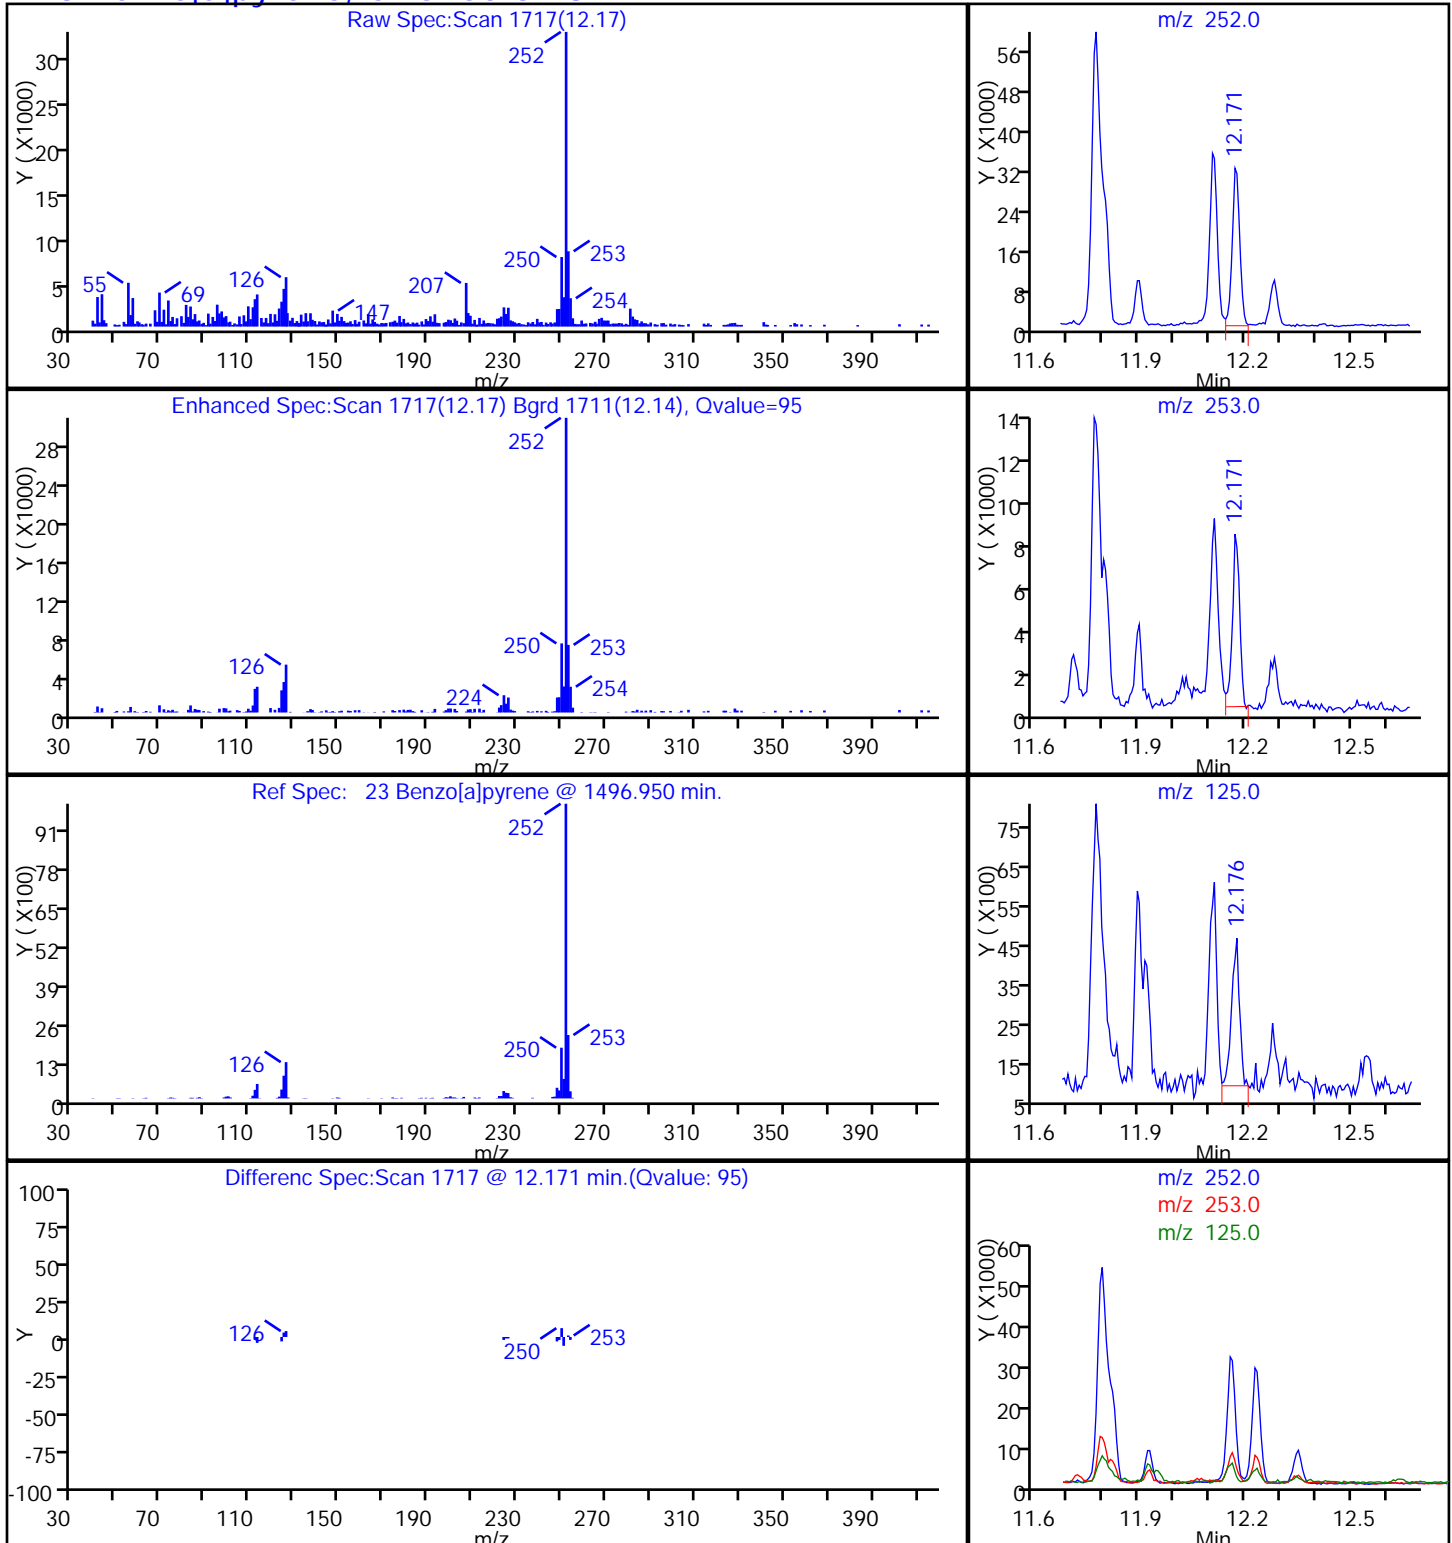 Raw Spec:Scan 1717(12.17)
Y ( X1000)
30
25
20
15
10
5
0
252
250
253
254
207
147
126
69
55
30 70 110 150 190 230 270 310 350 390
m/z
m/z 252.0
Y ( X1000)
56
48
40
32
24
16
8
0
12.171
11.6 11.9 12.2 12.5
Min
Enhanced Spec:Scan 1717(12.17) Bgrd 1711(12.14), Qvalue=95
Y ( X1000)
28
24
20
16
12
8
4
0
252
250
253
254
224
126
30 70 110 150 190 230 270 310 350 390
m/z
m/z 253.0
Y ( X1000)
14
12
10
8
6
4
2
0
12.171
11.6 11.9 12.2 12.5
Min
Ref Spec: 23 Benzo[a]pyrene @ 1496.950 min.
Y ( X100)
91
78
65
52
39
26
13
0
252
250
253
126
30 70 110 150 190 230 270 310 350 390
m/z
m/z 125.0
Y ( X100)
75
65
55
45
35
25
15
5
12.176
11.6 11.9 12.2 12.5
Min
Differenc Spec:Scan 1717 @ 12.171 min.(Qvalue: 95)
Y
100
75
50
25
0
-25
-50
-75
-100
126
250
253
30 70 110 150 190 230 270 310 350 390
m/z
m/z 252.0
m/z 253.0
m/z 125.0
Y ( X1000)
60
50
40
30
20
10
0
11.6 11.9 12.2 12.5
Min